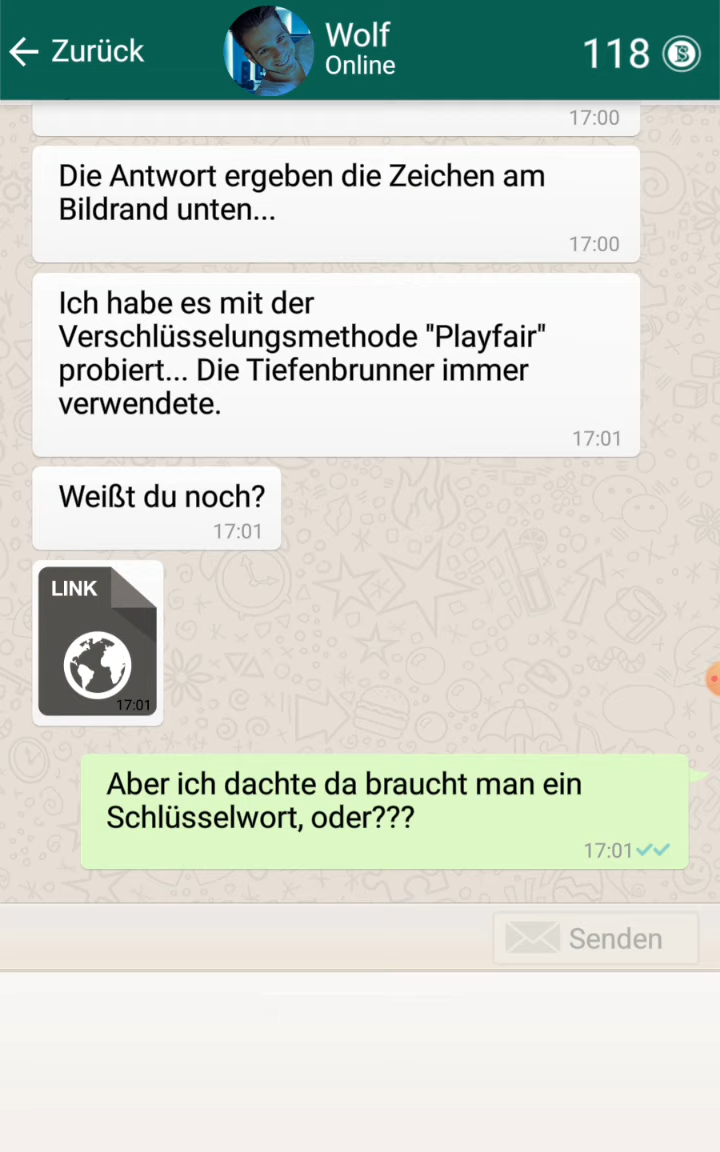 Zurück
Wolf
Online
118
17:00
Die Antwort ergeben die Zeichen am
Bildrand unten...
17:00
Ich habe es mit der
Verschlüsselungsmethode "Playfair"
probiert... Die Tiefenbrunner immer
verwendete.
17:01
Weißt du noch?
17:01
LINK
17:01
Aber ich dachte da braucht man ein
Schlüsselwort, oder???
17:01
Senden